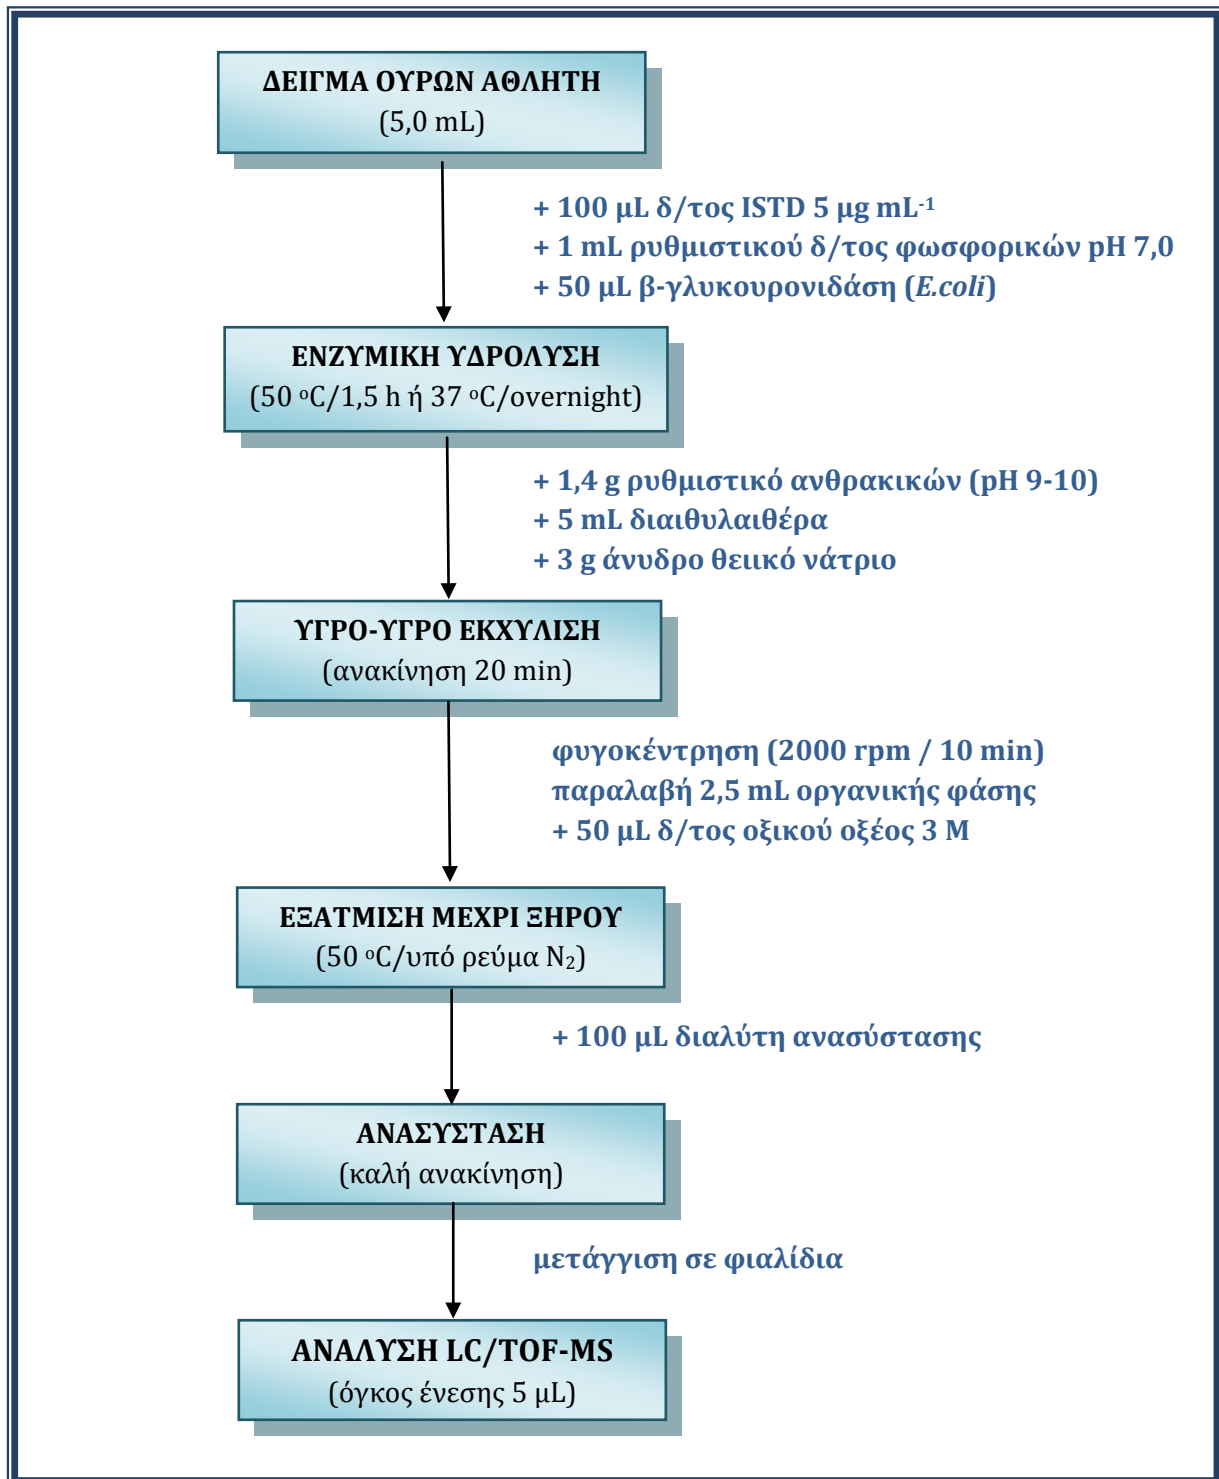 ΔΕΙΓΜΑ ΟΥΡΩΝ ΑΘΛΗΤΗ
(5,0 mL)
+ 100 μL δ/τος ISTD 5 μg mL-1
+ 1 mL ρυθμιστικού δ/τος φωσφορικών pH 7,0
+ 50 μL β-γλυκουρονιδάση (E.coli)
ΕΝΖΥΜΙΚΗ ΥΔΡΟΛΥΣΗ
(50 οC/1,5 h ή 37 οC/overnight)
+ 1,4 g ρυθμιστικό ανθρακικών (pH 9-10)
+ 5 mL διαιθυλαιθέρα
+ 3 g άνυδρο θειικό νάτριο
ΥΓΡΟ-ΥΓΡΟ ΕΚΧΥΛΙΣΗ
(ανακίνηση 20 min)
φυγοκέντρηση (2000 rpm / 10 min)
παραλαβή 2,5 mL οργανικής φάσης
+ 50 μL δ/τος οξικού οξέος 3 Μ
ΕΞΑΤΜΙΣΗ ΜΕΧΡΙ ΞΗΡΟΥ
(50 οC/υπό ρεύμα N2)
+ 100 μL διαλύτη ανασύστασης
ΑΝΑΣΥΣΤΑΣΗ
(καλή ανακίνηση)
μετάγγιση σε φιαλίδια
ΑΝΑΛΥΣΗ LC/TOF-MS
(όγκος ένεσης 5 μL)